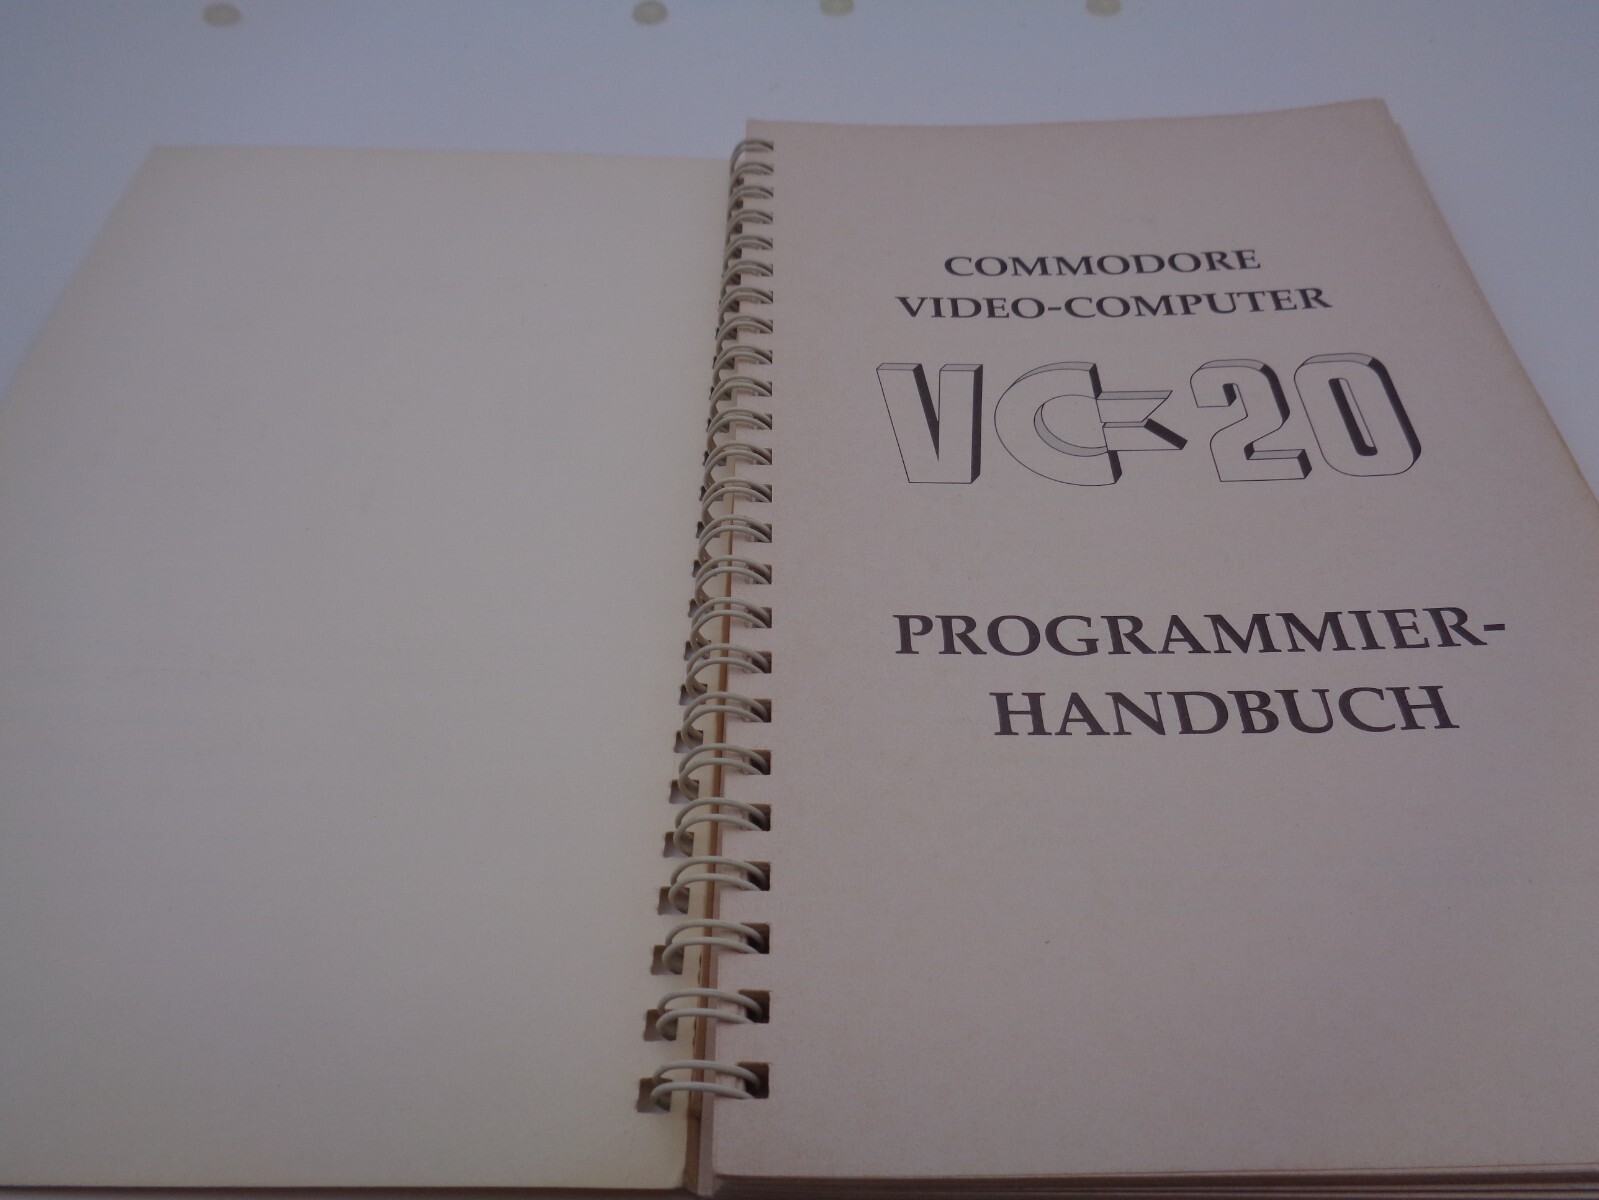 COMMODORE
VIDEO-COMPUTER
VC-20
PROGRAMMIER-
HANDBUCH